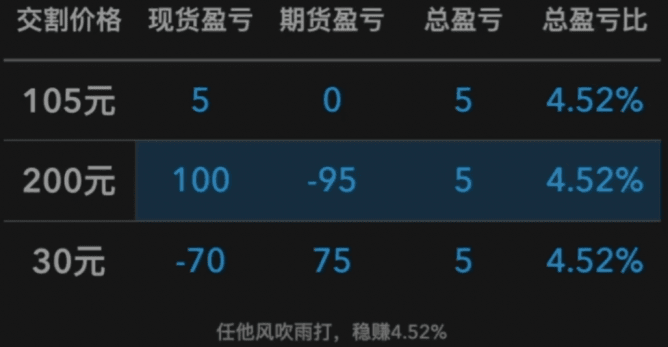 交割价格 现货盈亏 期货盈亏 总盈亏 总盈亏比
105元 5 0 5 4.52%
200元 100 -95 5 4.52%
30元 -70 75 5 4.52%
任他风吹雨打，稳赚4.52%